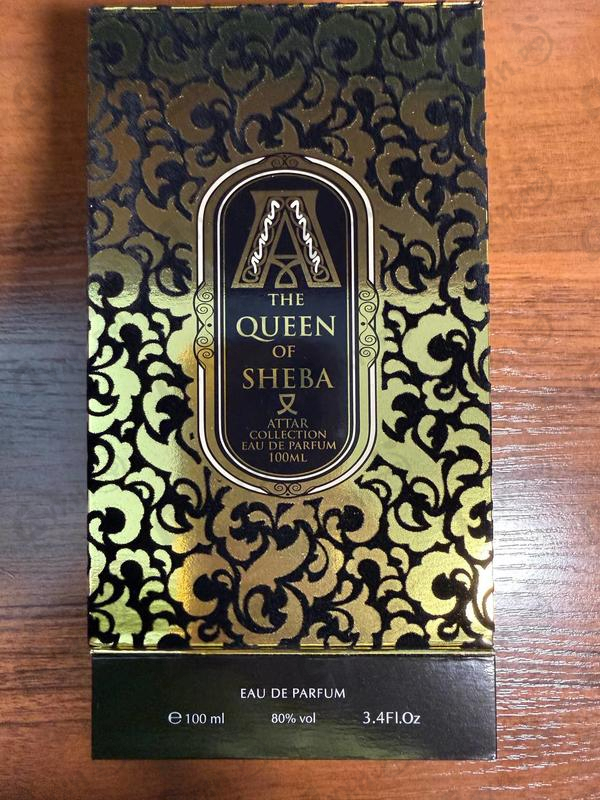 A
THE
QUEEN
OF
SHEBA
ATTAR
COLLECTION
EAU DE PARFUM
100ML
EAU DE PARFUM
℮ 100 ml 80% vol 3.4Fl.Oz